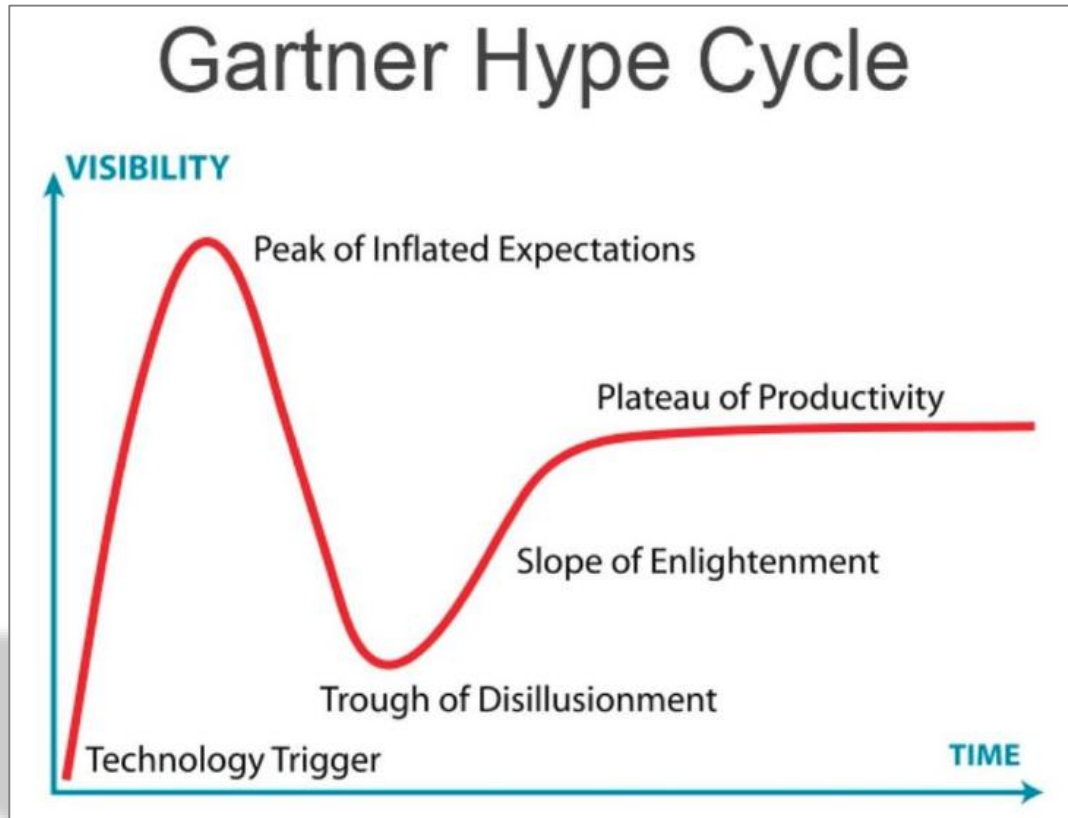 Gartner Hype Cycle
VISIBILITY
Peak of Inflated Expectations
Plateau of Productivity
Slope of Enlightenment
Trough of Disillusionment
Technology Trigger
TIME